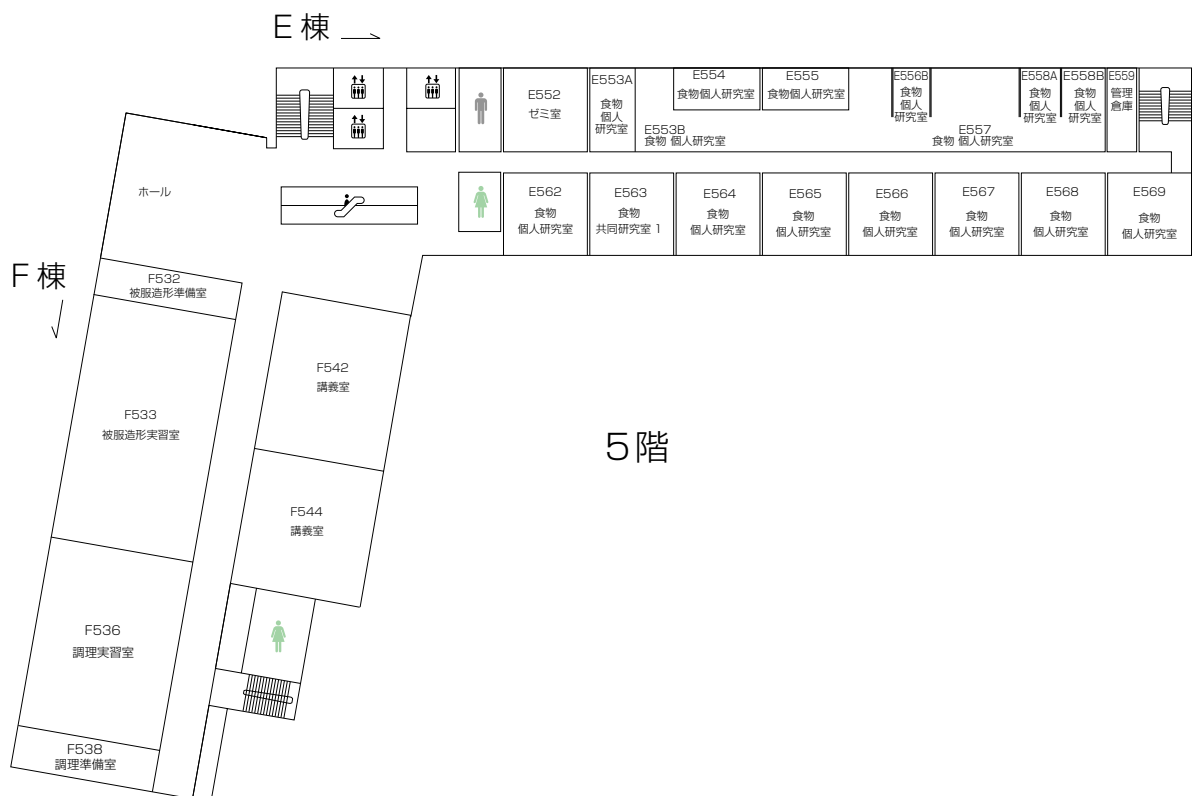 E棟
E552
ゼミ室
E553A
食物
個人
研究室
E553B
食物 個人研究室
E554
食物個人研究室
E555
食物個人研究室
E556B
食物
個人
研究室
E557
食物 個人研究室
E558A
食物
個人
研究室
E558B
食物
個人
研究室
E559
管理
倉庫
ホール
E562
食物
個人研究室
E563
食物
共同研究室 1
E564
食物
個人研究室
E565
食物
個人研究室
E566
食物
個人研究室
E567
食物
個人研究室
E568
食物
個人研究室
E569
食物
個人研究室
F棟
F532
被服造形準備室
F533
被服造形実習室
F542
講義室
5階
F544
講義室
F536
調理実習室
F538
調理準備室